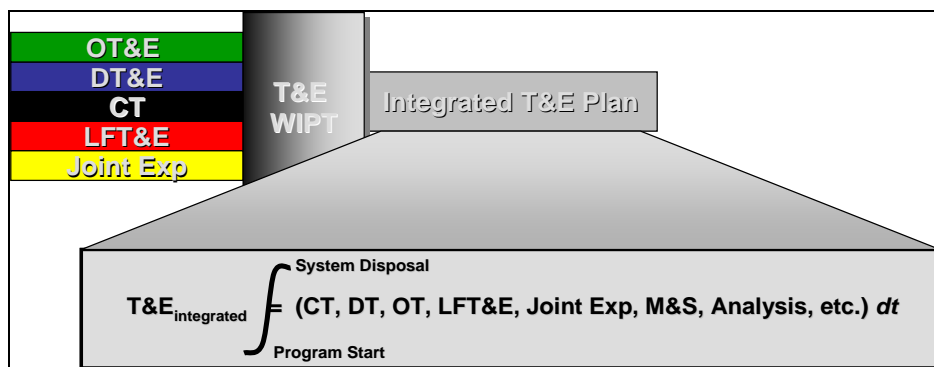 OT&E
DT&E
CT
LFT&E
Joint Exp
T&E
WIPT
Integrated T&E Plan
System Disposal
T&E integrated = (CT, DT, OT, LFT&E, Joint Exp, M&S, Analysis, etc.) dt
Program Start